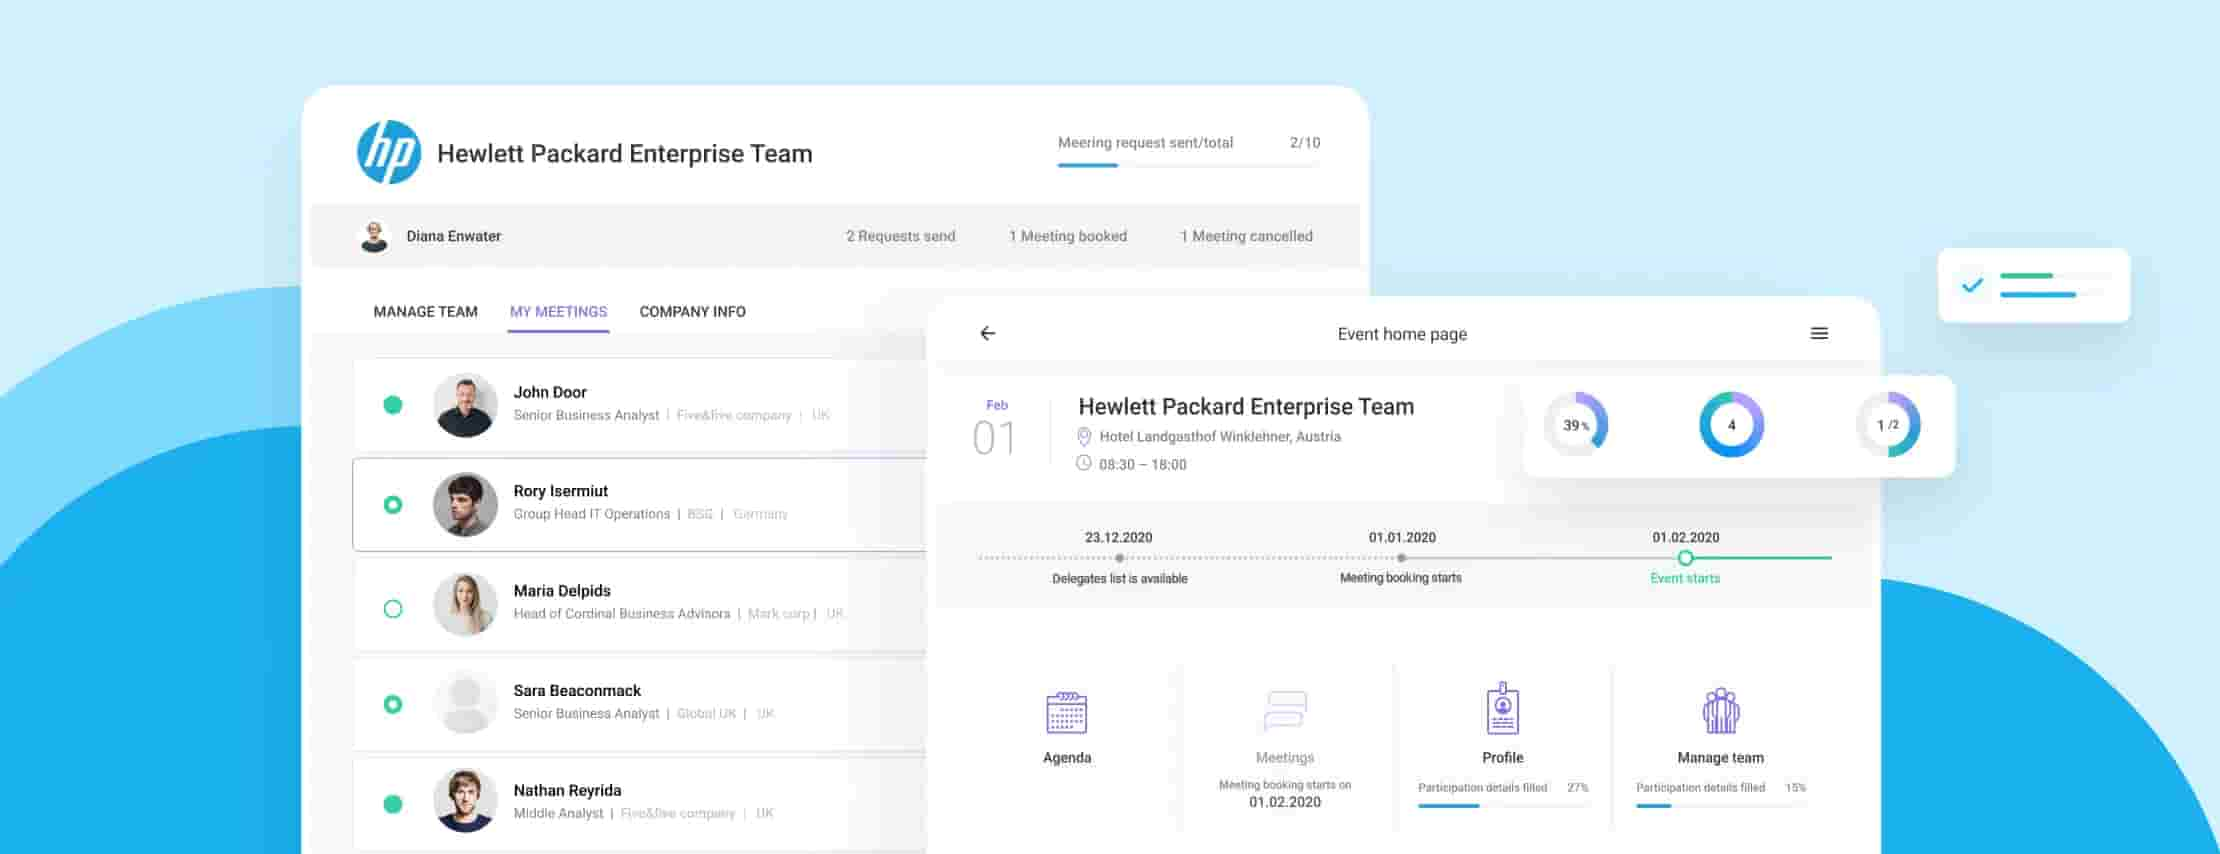 hp
Hewlett Packard Enterprise Team
Meering request sent/total 2/10
Diana Enwater
2 Requests send 1 Meeting booked 1 Meeting cancelled
MANAGE TEAM MY MEETINGS COMPANY INFO
John Door
Senior Business Analyst | Five&five company | UK
Rory Isermiut
Group Head IT Operations | BSG | Germany
Maria Delpids
Head of Cordinal Business Advisors | Mark corp | UK
Sara Beaconmack
Senior Business Analyst | Global UK | UK
Nathan Reyrida
Middle Analyst | Five&five company | UK
Event home page
Feb
01
Hewlett Packard Enterprise Team
Hotel Landgasthof Winklehner, Austria
08:30 – 18:00
39 %
4
1 /2
23.12.2020
Delegates list is available
01.01.2020
Meeting booking starts
01.02.2020
Event starts
Agenda
Meetings
Meeting booking starts on
01.02.2020
Profile
Participation details filled 27%
Manage team
Participation details filled 15%